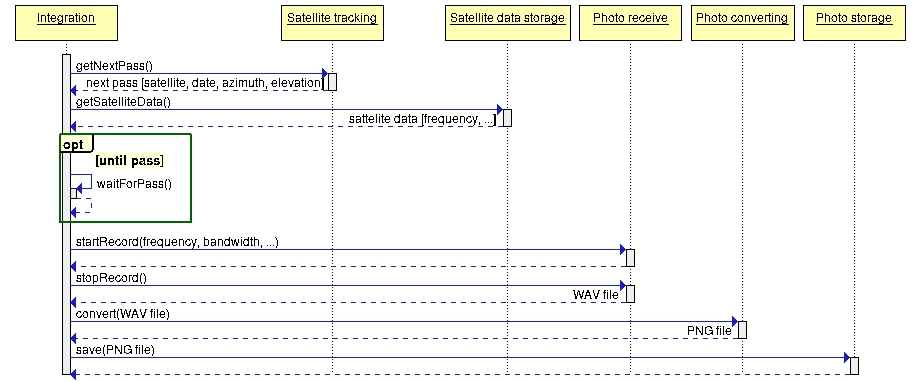 Integration
Satellite tracking
Satellite data storage
Photo receive
Photo converting
Photo storage
getNextPass()
next pass [satellite, date, azimuth, elevation]
getSatelliteData()
sattelite data [frequency, ...]
opt
[until pass]
waitForPass()
startRecord(frequency, bandwidth, ...)
stopRecord()
WAV file
convert(WAV file)
PNG file
save(PNG file)